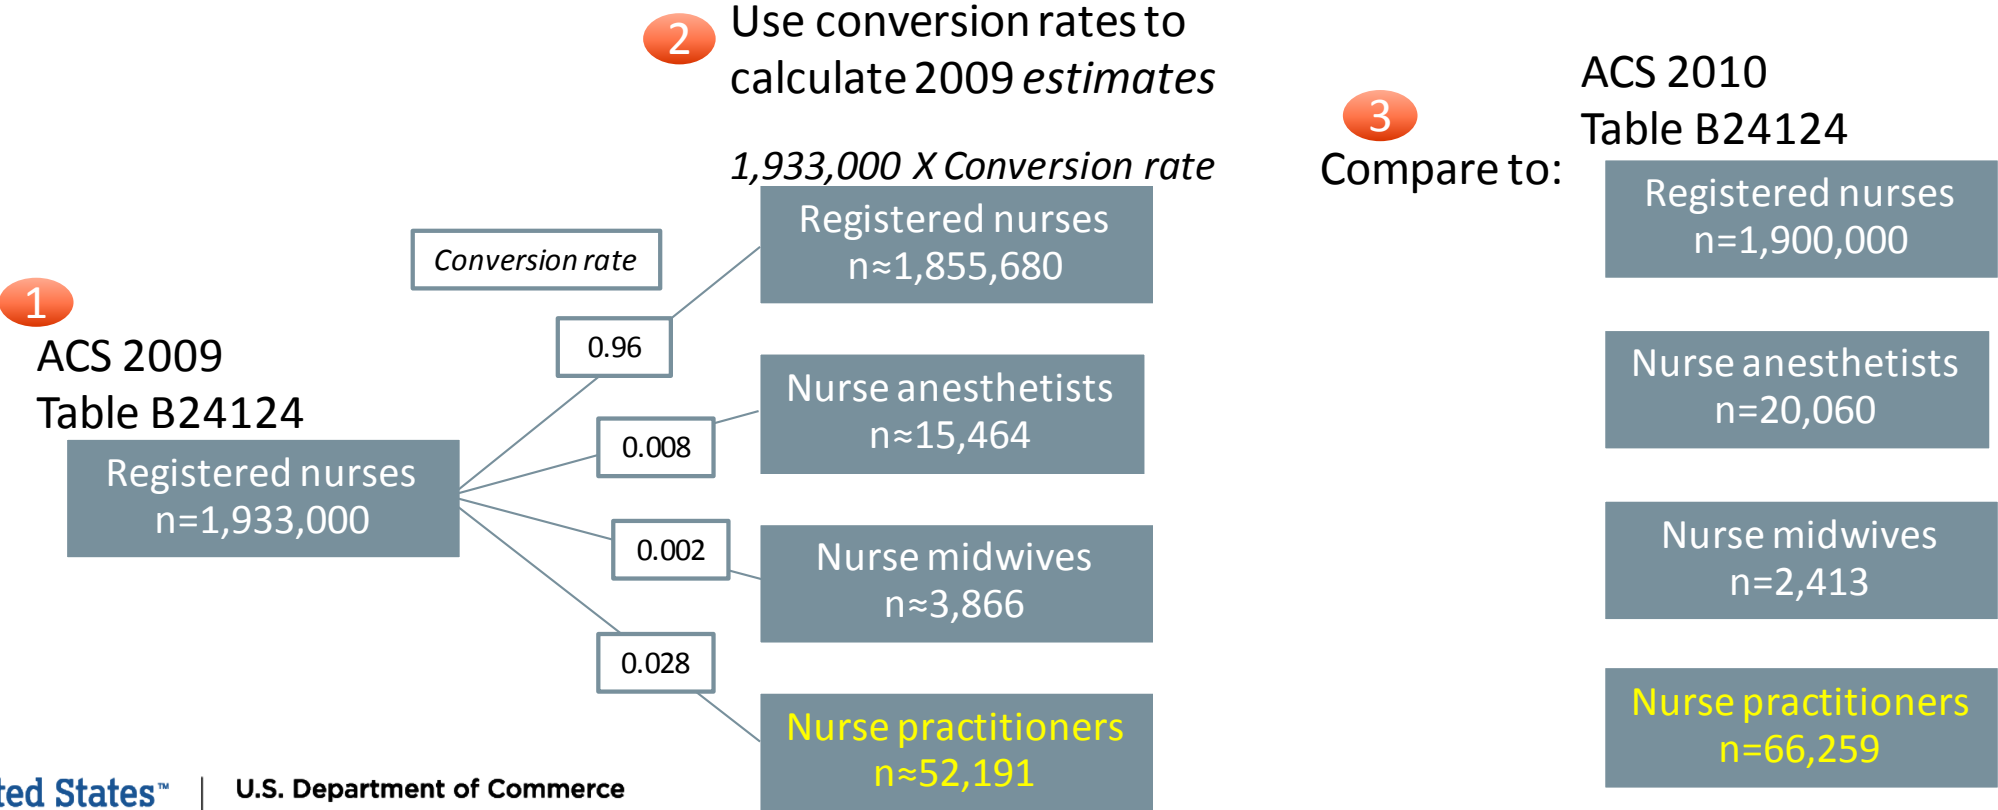 1
ACS 2009
Table B24124
Registered nurses
n=1,933,000
Conversion rate
0.96
0.008
0.002
0.028
2
Use conversion rates to
calculate 2009 estimates
1,933,000 X Conversion rate
Registered nurses
n≈1,855,680
Nurse anesthetists
n≈15,464
Nurse midwives
n≈3,866
Nurse practitioners
n≈52,191
3
Compare to:
ACS 2010
Table B24124
Registered nurses
n=1,900,000
Nurse anesthetists
n=20,060
Nurse midwives
n=2,413
Nurse practitioners
n=66,259
ted States™ | U.S. Department of Commerce